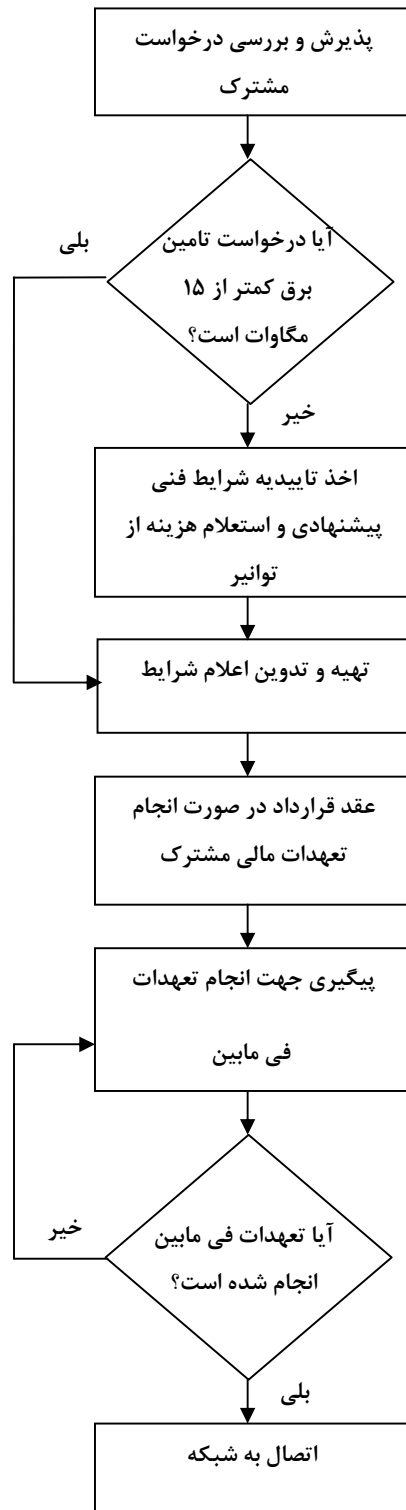 پذیرش و بررسی درخواست
مشترک
آیا درخواست تامین
برق کمتر از ۱۵
مگاوات است؟
بلی
خیر
اخذ تاییدیه شرایط فنی
پیشنهادی و استعلام هزینه از
توانیر
تهیه و تدوین اعلام شرایط
عقد قرارداد در صورت انجام
تعهدات مالی مشترک
پیگیری جهت انجام تعهدات
فی مابین
آیا تعهدات فی مابین
انجام شده است؟
خیر
بلی
اتصال به شبکه